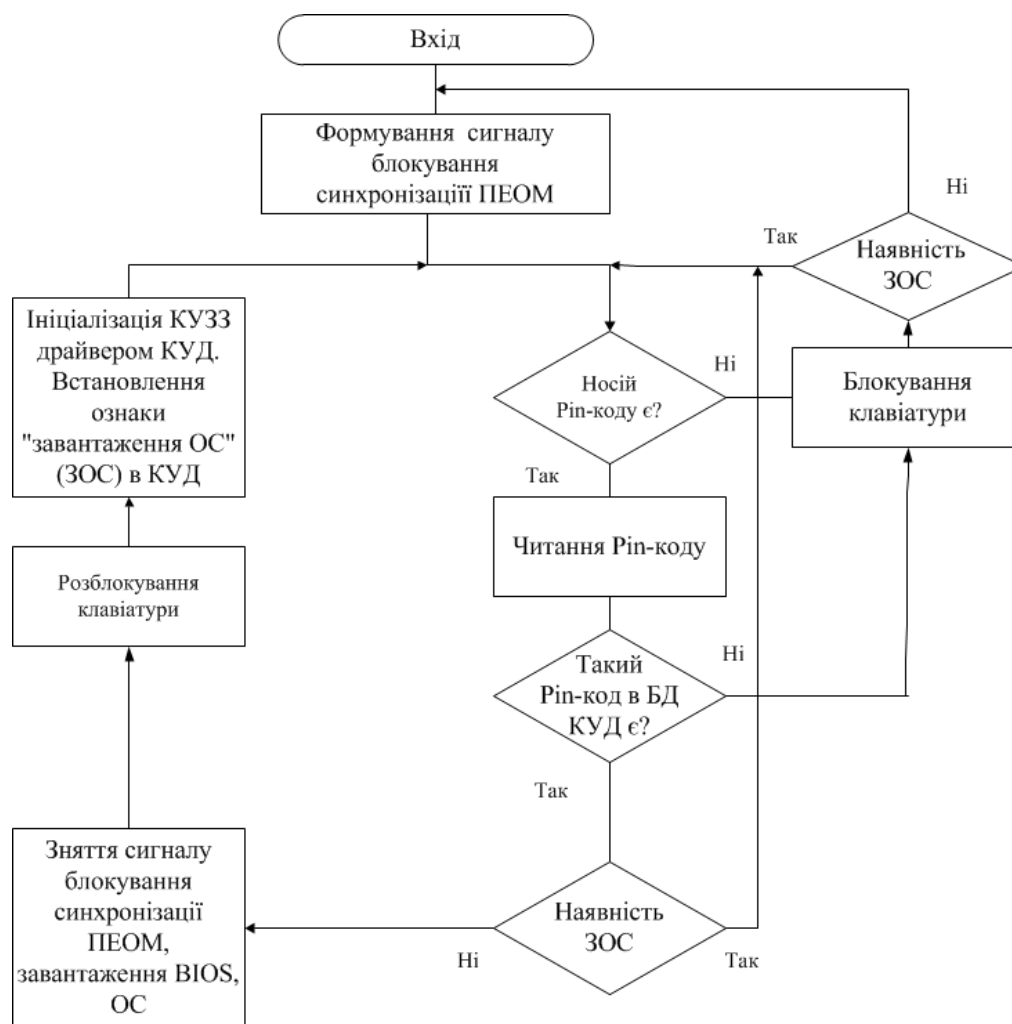 Вхід
Формування сигналу
блокування
синхронізаціїї ПЕОМ
Ні
Так
Наявність
ЗОС
Ініціалізація КУЗЗ
драйвером КУД.
Встановлення
ознаки
"завантаження ОС"
(ЗОС) в КУД
Носій
Pin-коду є?
Ні
Блокування
клавіатури
Так
Читання Pin-коду
Розблокування
клавіатури
Такий
Pin-код в БД
КУД є?
Ні
Так
Зняття сигналу
блокування
синхронізації
ПЕОМ,
завантаження BIOS,
ОС
Наявність
ЗОС
Ні
Так